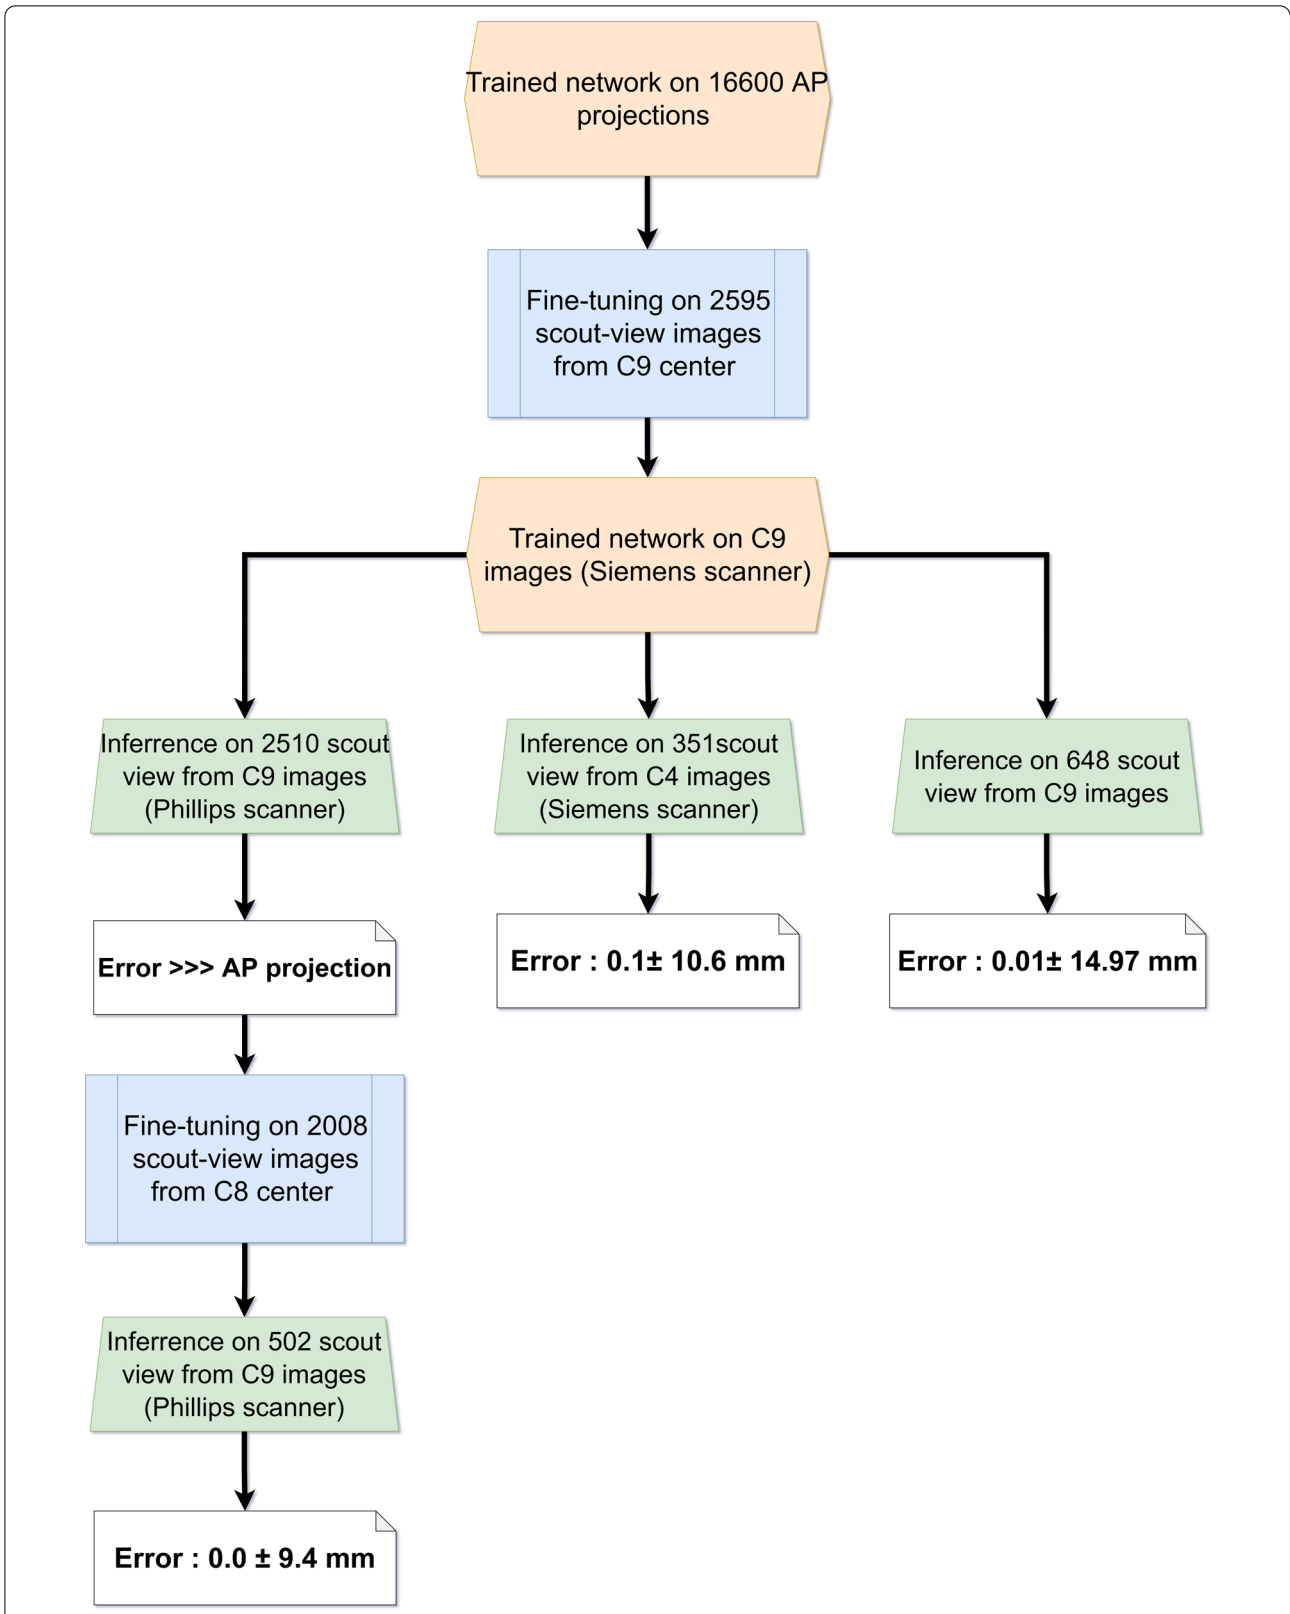 Trained network on 16600 AP
projections
Fine-tuning on 2595
scout-view images
from C9 center
Trained network on C9
images (Siemens scanner)
Inferrence on 2510 scout
view from C9 images
(Phillips scanner)
Inference on 351scout
view from C4 images
(Siemens scanner)
Inference on 648 scout
view from C9 images
Error >>> AP projection
Error : 0.1± 10.6 mm
Error : 0.01± 14.97 mm
Fine-tuning on 2008
scout-view images
from C8 center
Inferrence on 502 scout
view from C9 images
(Phillips scanner)
Error : 0.0 ± 9.4 mm